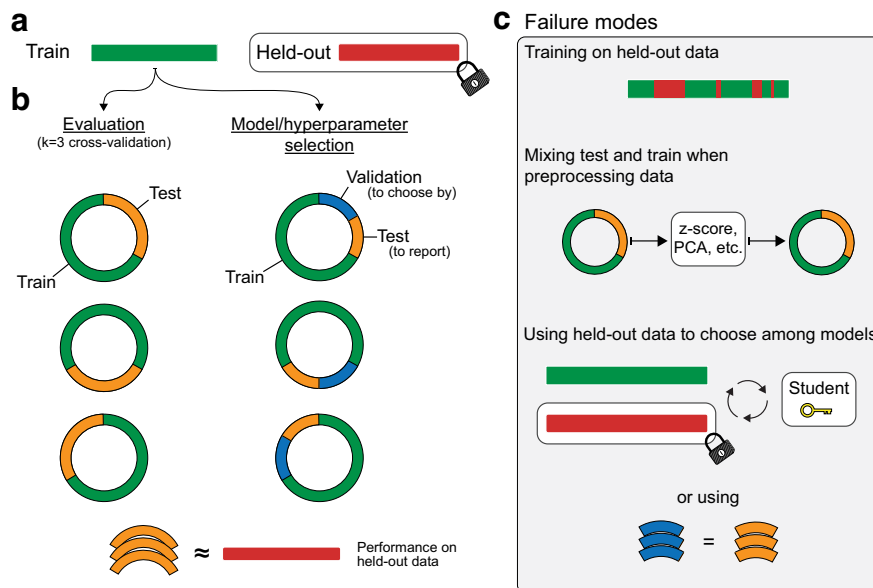 a
Train
Held-out
b
Evaluation
(k=3 cross-validation)
Test
Train
Model/hyperparameter
selection
Validation
(to choose by)
Test
(to report)
Train
≈
Performance on
held-out data
c Failure modes
Training on held-out data
Mixing test and train when
preprocessing data
z-score,
PCA, etc.
Using held-out data to choose among models
Student
or using
=